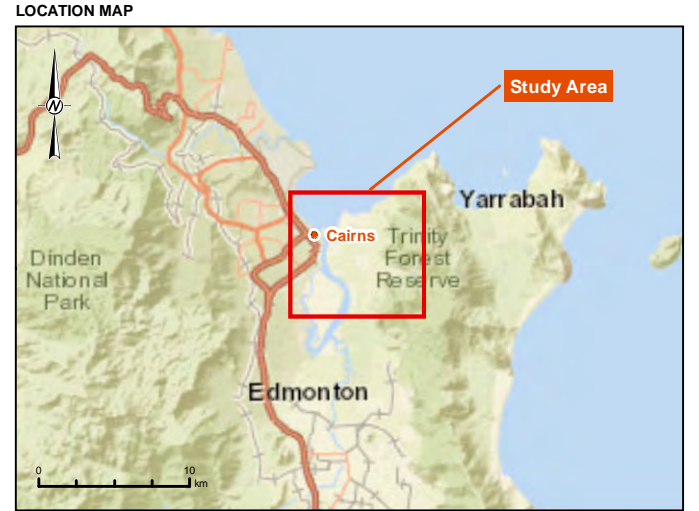 LOCATION MAP
N
Study Area
Yarrabah
Cairns
Trinity
Forest
Reserve
Dinden
National
Park
Edmonton
0
10
km